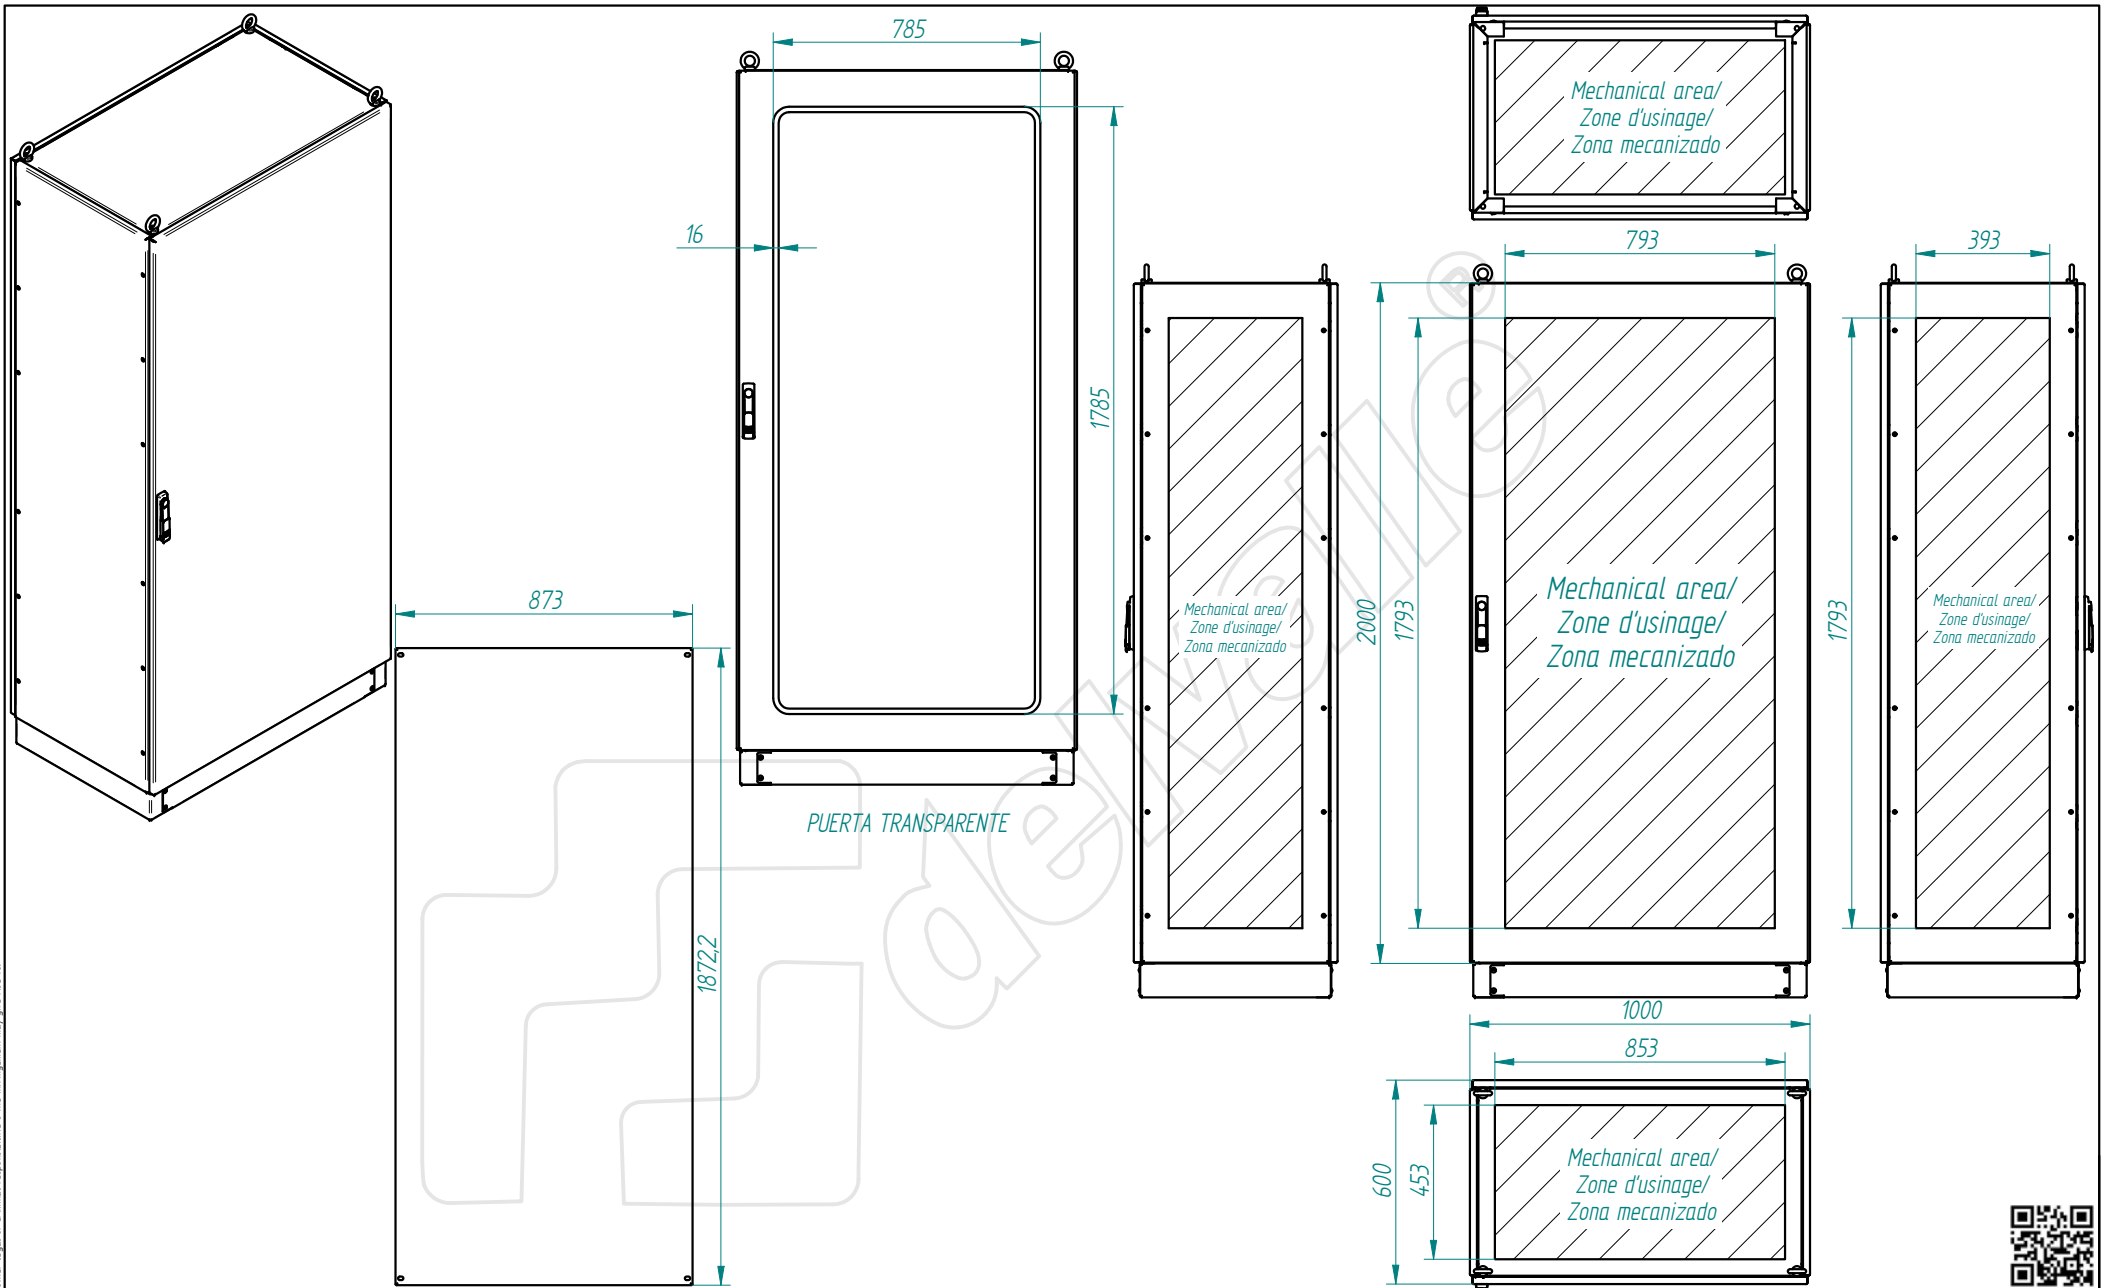 785
16
1785
PUERTA TRANSPARENTE
873
1872,2
Mechanical area/
Zone d'usinage/
Zona mecanizado
793
393
2000
1793
1793
Mechanical area/
Zone d'usinage/
Zona mecanizado
Mechanical area/
Zone d'usinage/
Zona mecanizado
Mechanical area/
Zone d'usinage/
Zona mecanizado
1000
853
600
453
Mechanical area/
Zone d'usinage/
Zona mecanizado
delvalle®